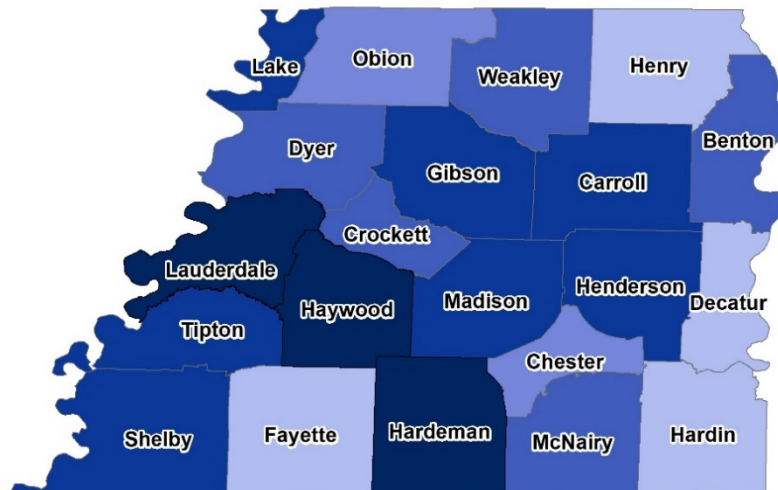 Lake
Obion
Weakley
Henry
Benton
Dyer
Gibson
Carroll
Crockett
Lauderdale
Haywood
Madison
Henderson
Decatur
Tipton
Chester
Shelby
Fayette
Hardeman
McNairy
Hardin